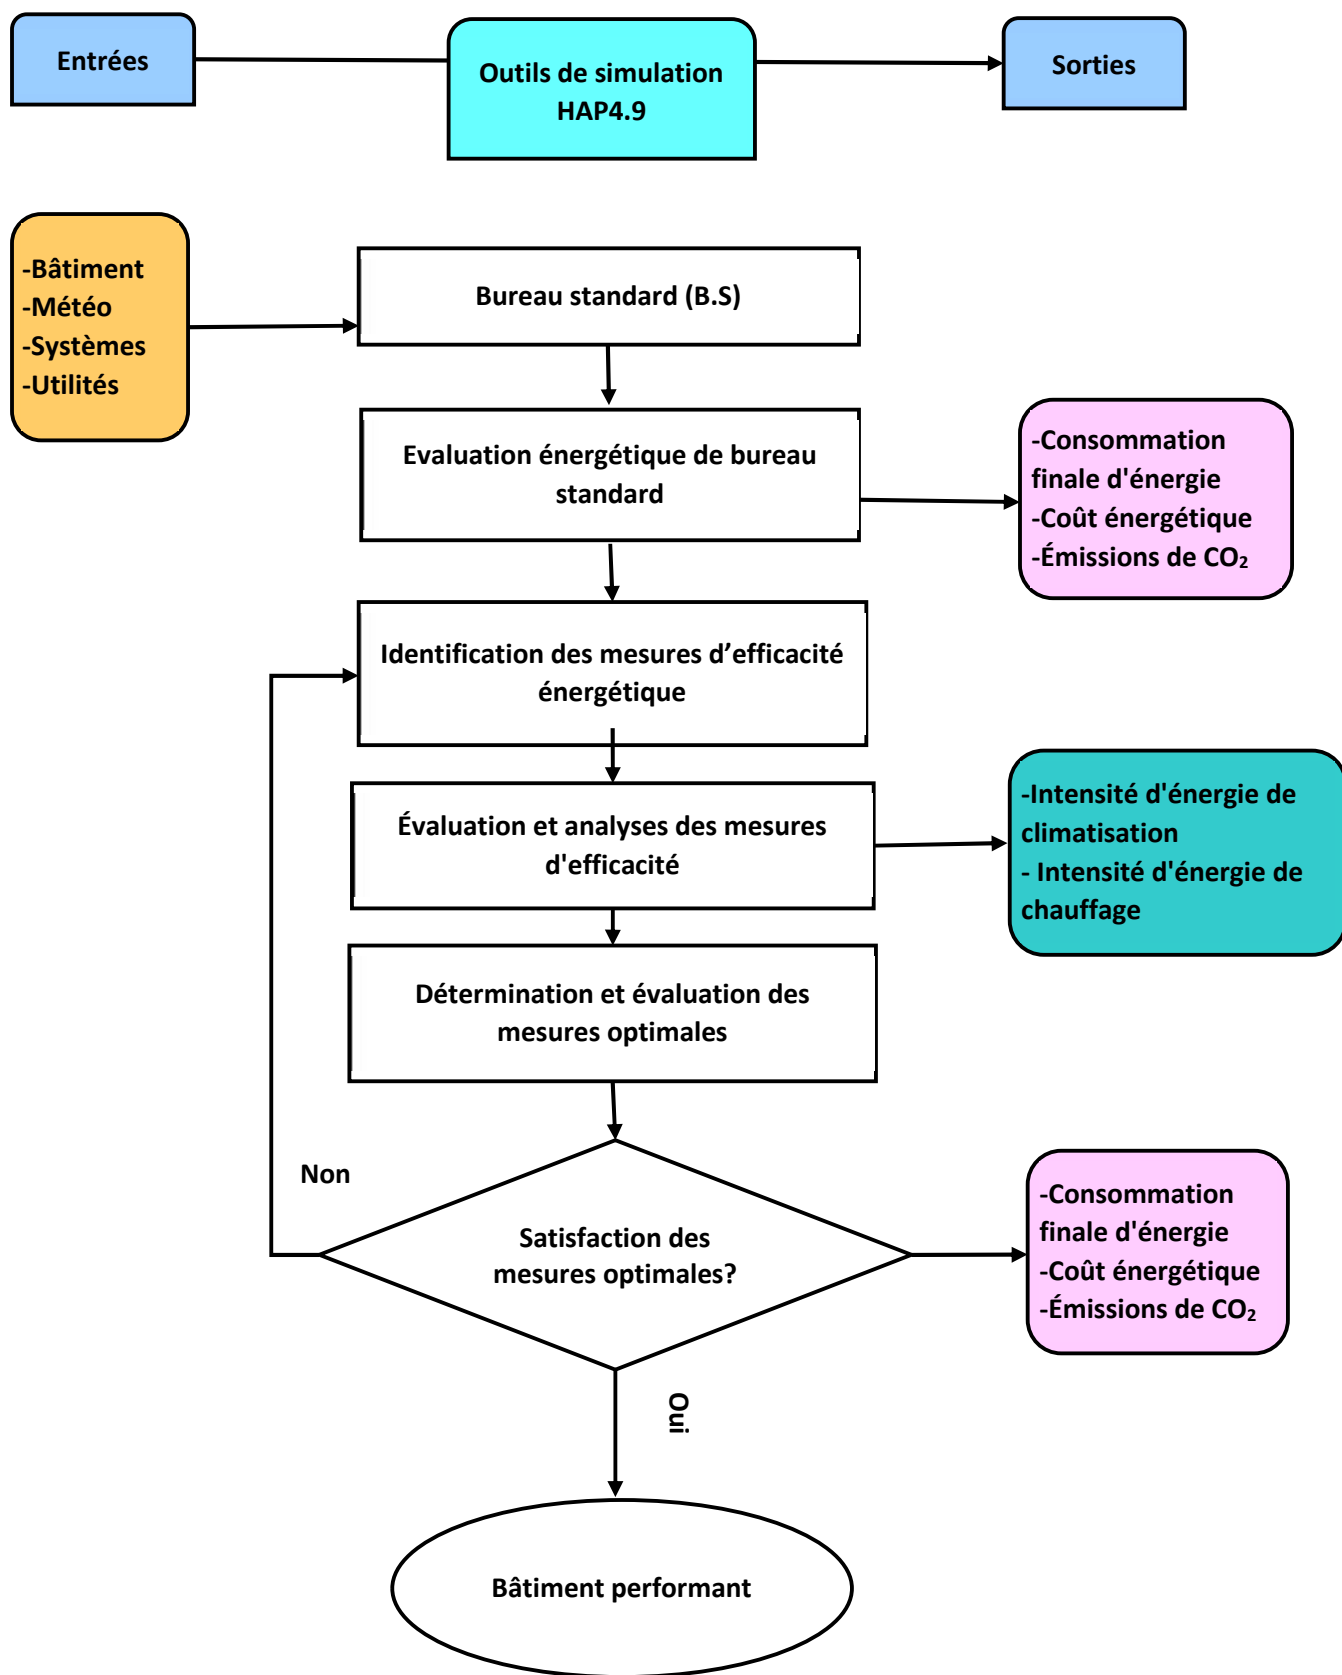 Entrées
Outils de simulation
HAP4.9
Sorties
-Bâtiment
-Météo
-Systèmes
-Utilités
Bureau standard (B.S)
Evaluation énergétique de bureau
standard
-Consommation
finale d'énergie
-Coût énergétique
-Émissions de CO₂
Identification des mesures d’efficacité
énergétique
Évaluation et analyses des mesures
d'efficacité
-Intensité d'énergie de
climatisation
- Intensité d'énergie de
chauffage
Détermination et évaluation des
mesures optimales
Non
Satisfaction des
mesures optimales?
-Consommation
finale d'énergie
-Coût énergétique
-Émissions de CO₂
Oui
Bâtiment performant